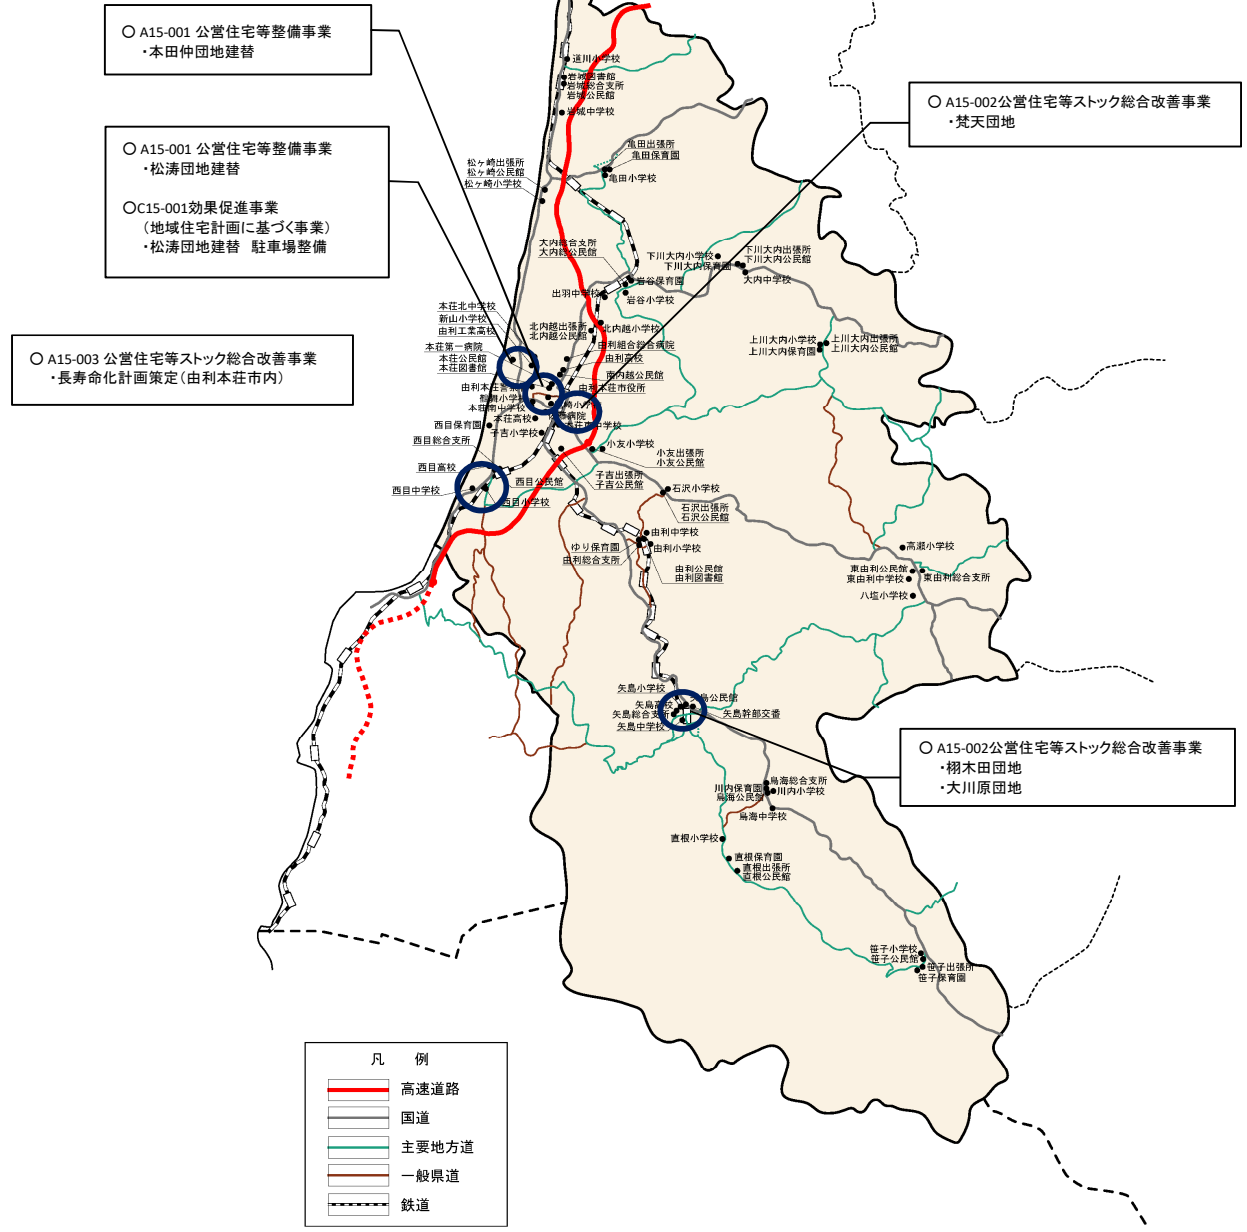 〇 A15-001 公営住宅等整備事業
・本田仲団地建替
〇 A15-001 公営住宅等整備事業
・松涛団地建替
〇C15-001効果促進事業
（地域住宅計画に基づく事業）
・松涛団地建替　駐車場整備
〇 A15-003 公営住宅等ストック総合改善事業
・長寿命化計画策定(由利本荘市内)
〇 A15-002公営住宅等ストック総合改善事業
・梵天団地
〇 A15-002公営住宅等ストック総合改善事業
・栩木田団地
・大川原団地
道川小学校
岩城図書館
岩城総合支所
岩城公民館
岩城中学校
亀田出張所
亀田保育園
亀田小学校
松ヶ崎出張所
松ヶ崎公民館
松ヶ崎小学校
大内総合支所
大内総公民館
下川大内小学校
下川大内保育園
下川大内出張所
下川大内公民館
大内中学校
岩谷保育園
出羽中学校
岩谷小学校
本荘北中学校
新山小学校
由利工業高校
北内越出張所
北内越公民館
北内越小学校
上川大内小学校
上川大内保育園
上川大内出張所
上川大内公民館
本荘第一病院
本荘公民館
本荘図書館
由利組合総合病院
由利高校
南内越公民館
由利本荘市役所
鶴舞小学校
本荘南中学校
本荘高校
西目保育園
子吉小学校
西目総合支所
小友小学校
小友出張所
小友公民館
西目高校
西目公民館
子吉出張所
子吉公民館
西目中学校
西目小学校
石沢小学校
石沢出張所
石沢公民館
由利中学校
ゆり保育園
由利小学校
由利総合支所
由利公民館
由利図書館
高瀬小学校
東由利公民館
東由利中学校
東由利総合支所
八塩小学校
矢島小学校
矢島公民館
矢島高校
矢島総合支所
矢島幹部交番
矢島中学校
鳥海総合支所
川内保育園
川内小学校
鳥海公民館
鳥海中学校
直根小学校
直根保育園
直根出張所
直根公民館
笹子小学校
笹子公民館
笹子出張所
笹子保育園
凡　例
高速道路
国道
主要地方道
一般県道
鉄道